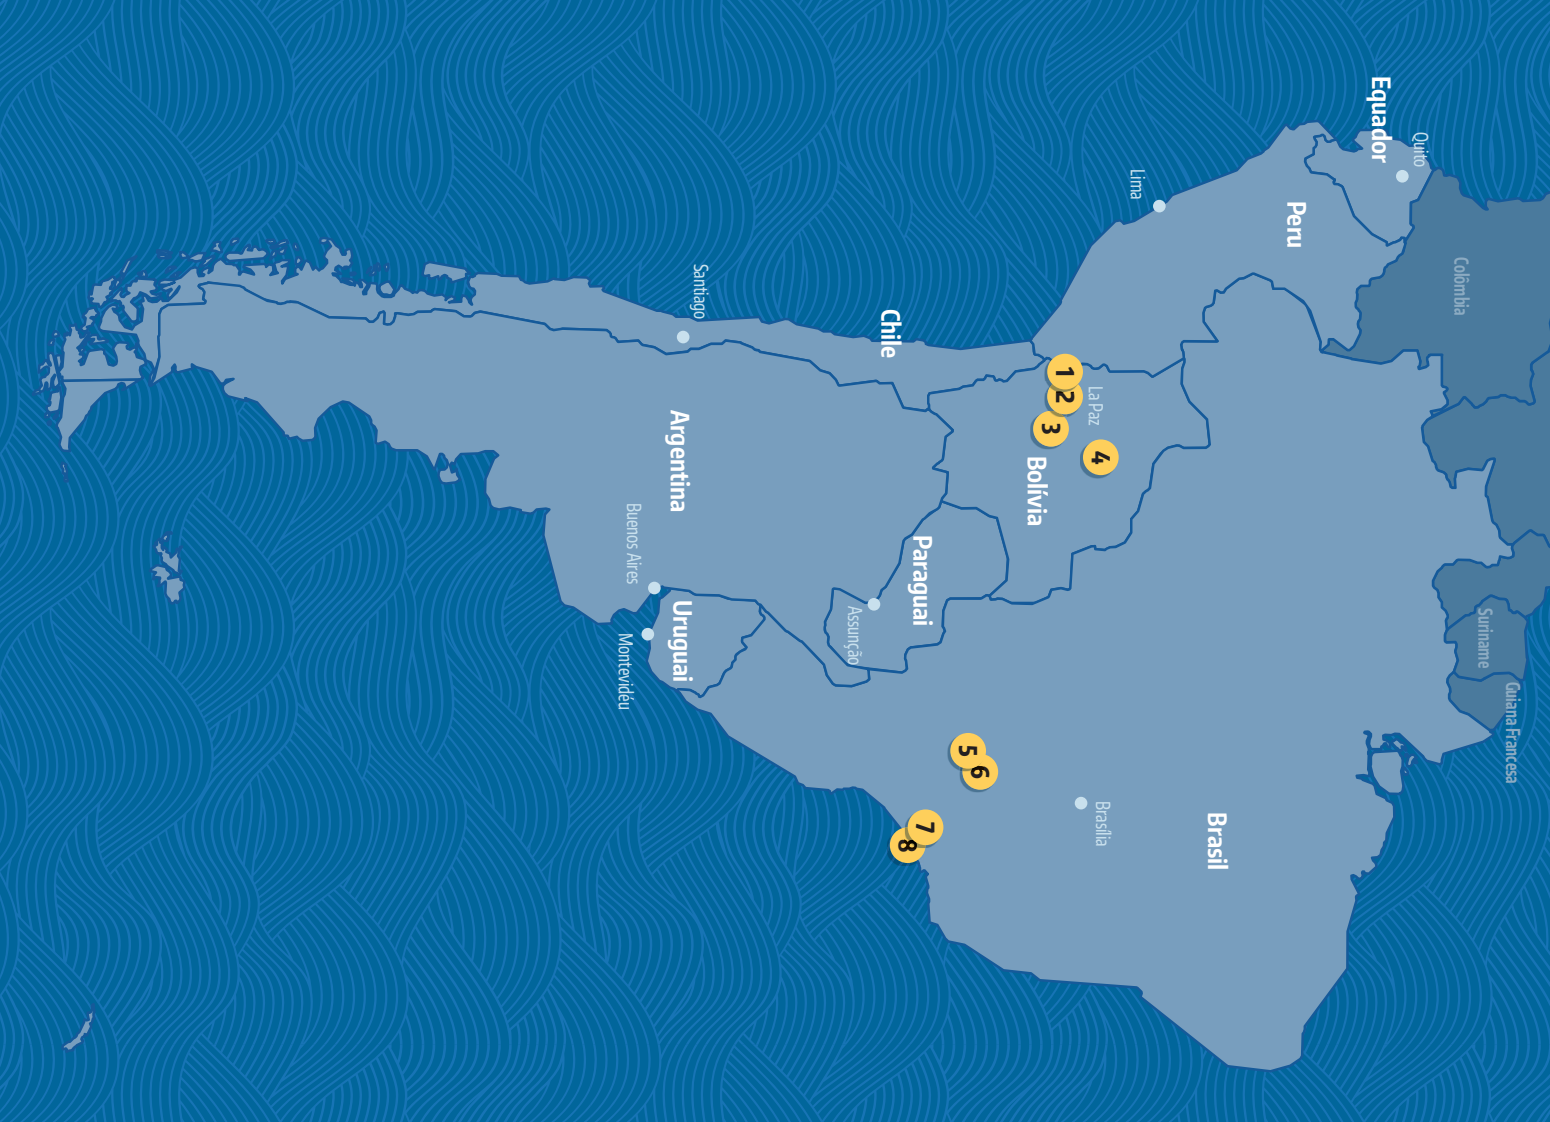 Colômbia
Suriname
Guiana Francesa
Quito
Equador
Peru
Lima
Brasil
La Paz
Brasília
1
2
3
4
Bolívia
5
6
7
8
Chile
Paraguai
Assunção
Santiago
Argentina
Uruguai
Buenos Aires
Montevidéu